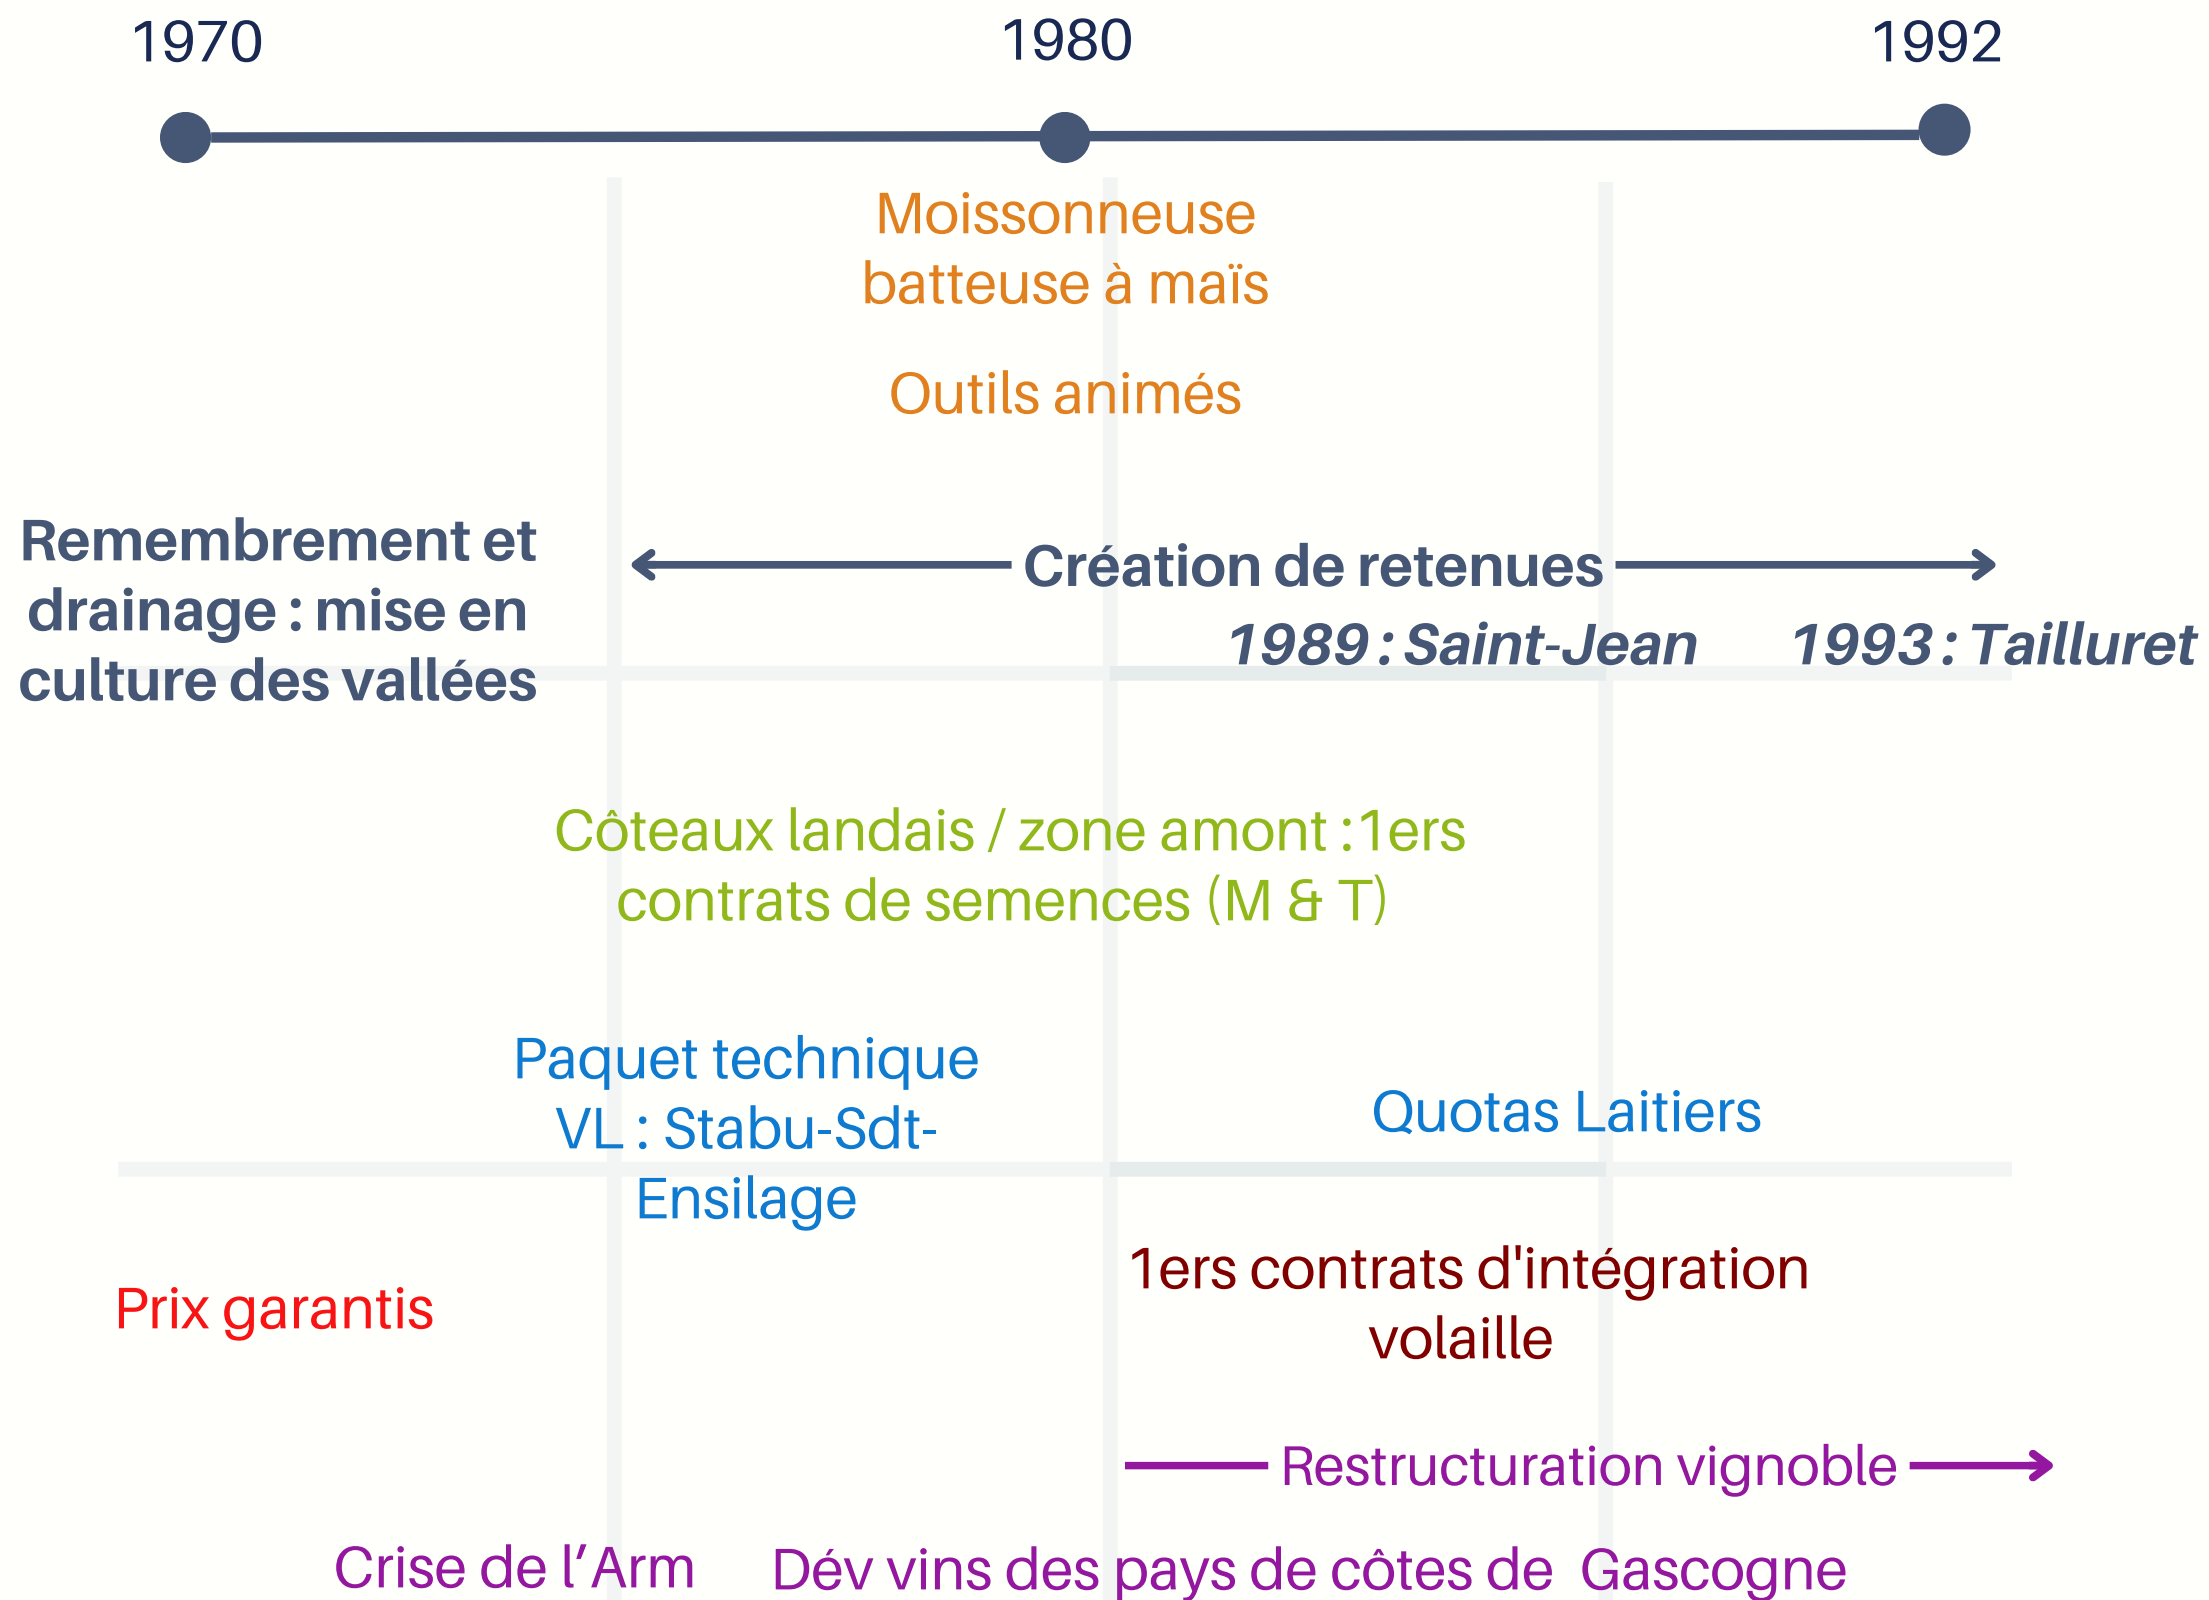 1970 1980 1992
Moissonneuse
batteuse à maïs
Outils animés
Remembrement et
drainage : mise en
culture des vallées
Création de retenues
1989 : Saint-Jean 1993 : Tailluret
Côteaux landais / zone amont :1ers
contrats de semences (M & T)
Paquet technique
VL : Stabu-Sdt-
Ensilage
Quotas Laitiers
Prix garantis
1ers contrats d'intégration
volaille
Restructuration vignoble
Crise de l’Arm Dév vins des pays de côtes de Gascogne